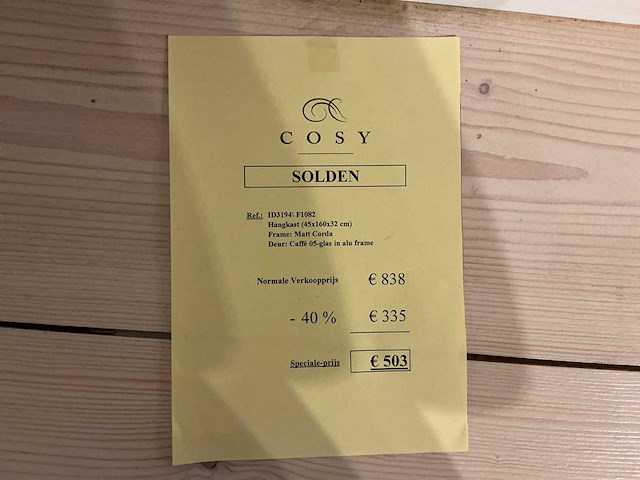 COSY
SOLDEN
Ref.: ID3194\ F1082
Hangkast (45x160x32 cm)
Frame: Matt Corda
Deur: Caffé 05-glas in alu frame
Normale Verkoopprijs € 838
- 40 % € 335
Speciale-prijs € 503